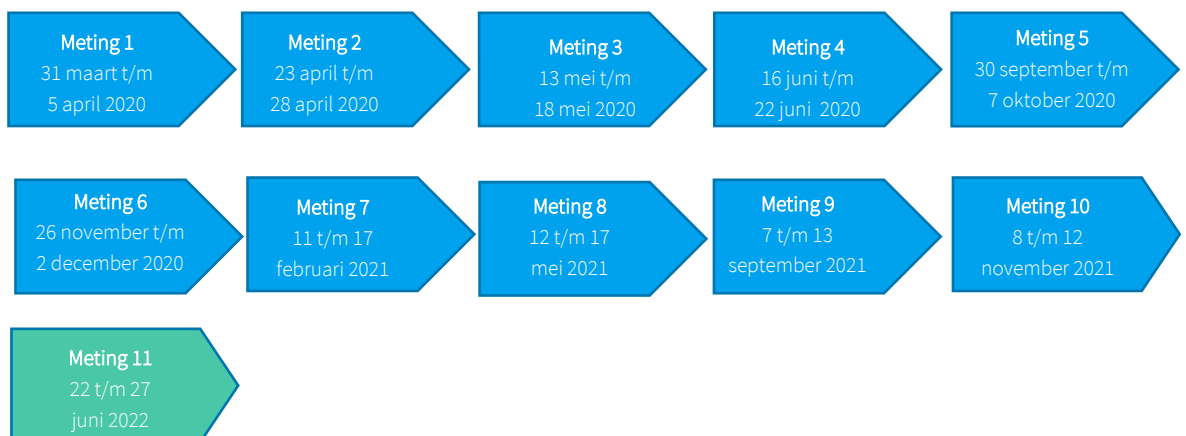 Meting 1
31 maart t/m
5 april 2020
Meting 2
23 april t/m
28 april 2020
Meting 3
13 mei t/m
18 mei 2020
Meting 4
16 juni t/m
22 juni 2020
Meting 5
30 september t/m
7 oktober 2020
Meting 6
26 november t/m
2 december 2020
Meting 7
11 t/m 17
februari 2021
Meting 8
12 t/m 17
mei 2021
Meting 9
7 t/m 13
september 2021
Meting 10
8 t/m 12
november 2021
Meting 11
22 t/m 27
juni 2022